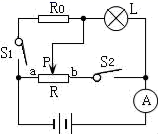 R₀ L
S₁ P S₂
a b
R A